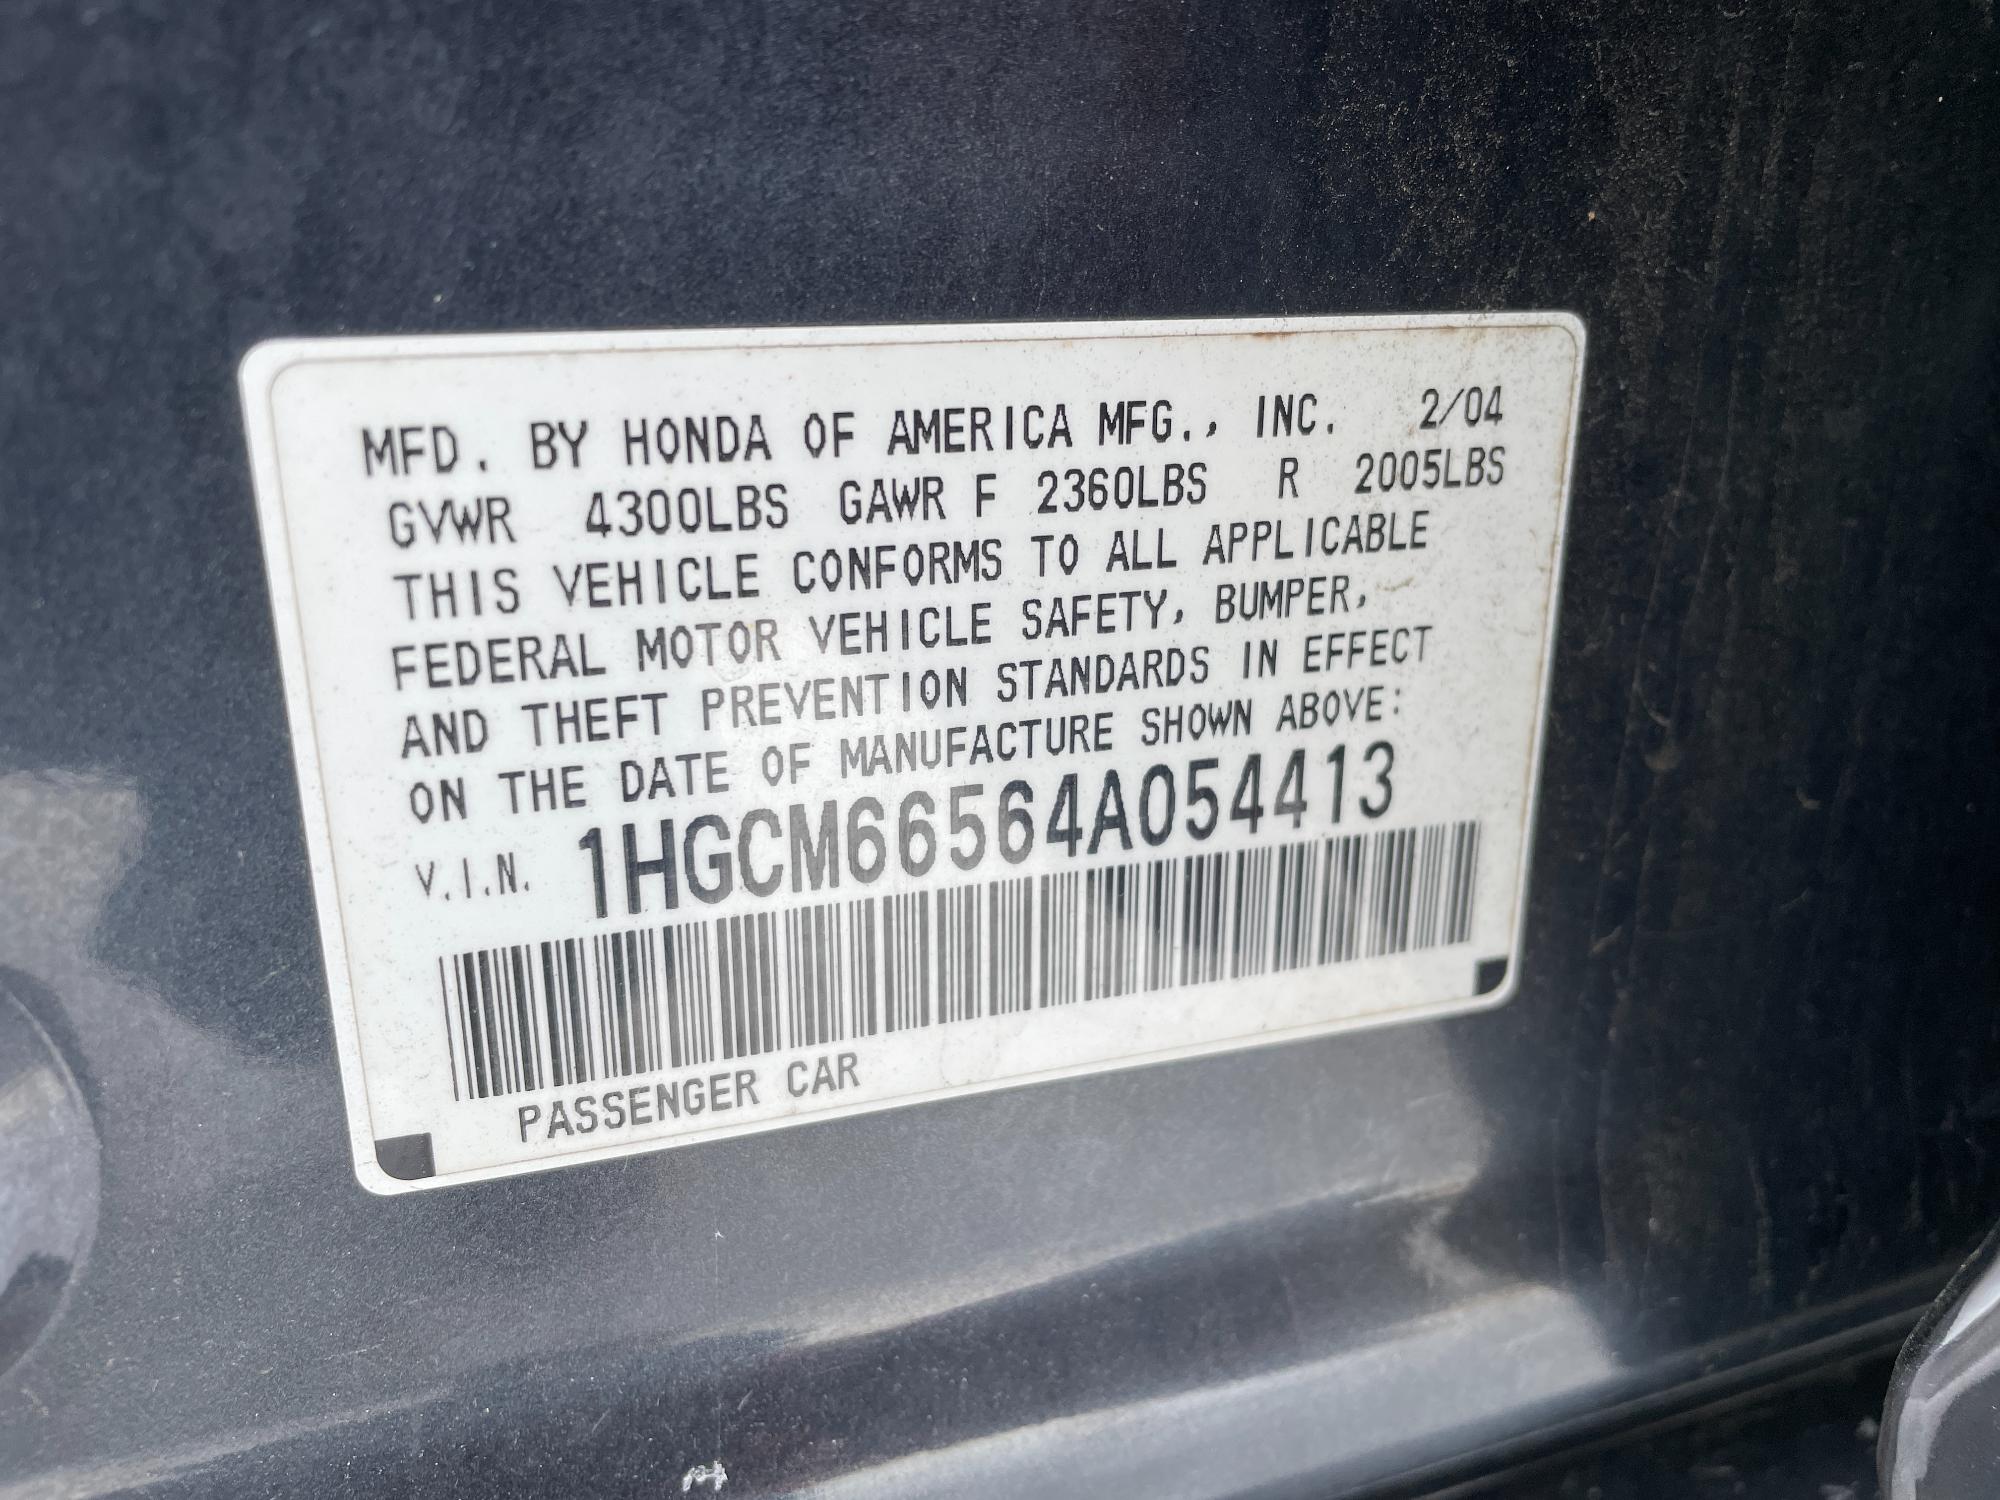 MFD. BY HONDA OF AMERICA MFG., INC. 2/04
GVWR 4300LBS GAWR F 2360LBS R 2005LBS
THIS VEHICLE CONFORMS TO ALL APPLICABLE
FEDERAL MOTOR VEHICLE SAFETY, BUMPER,
AND THEFT PREVENTION STANDARDS IN EFFECT
ON THE DATE OF MANUFACTURE SHOWN ABOVE:
V.I.N. 1HGCM66564A054413
PASSENGER CAR